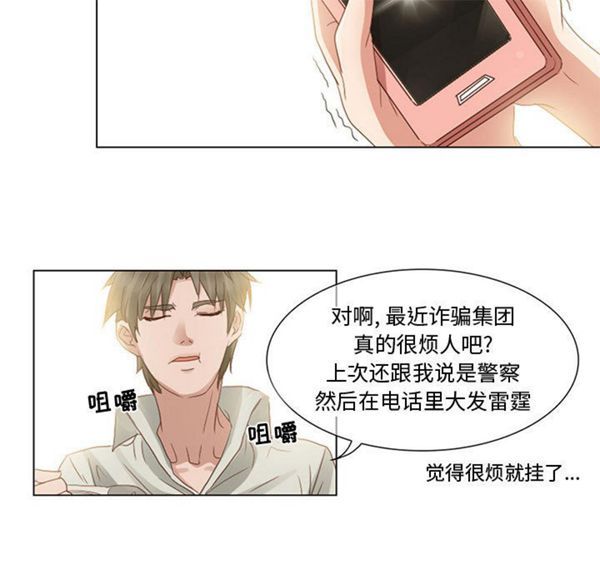 对啊, 最近诈骗集团
真的很烦人吧?
上次还跟我说是警察
然后在电话里大发雷霆
咀嚼
咀嚼
觉得很烦就挂了...